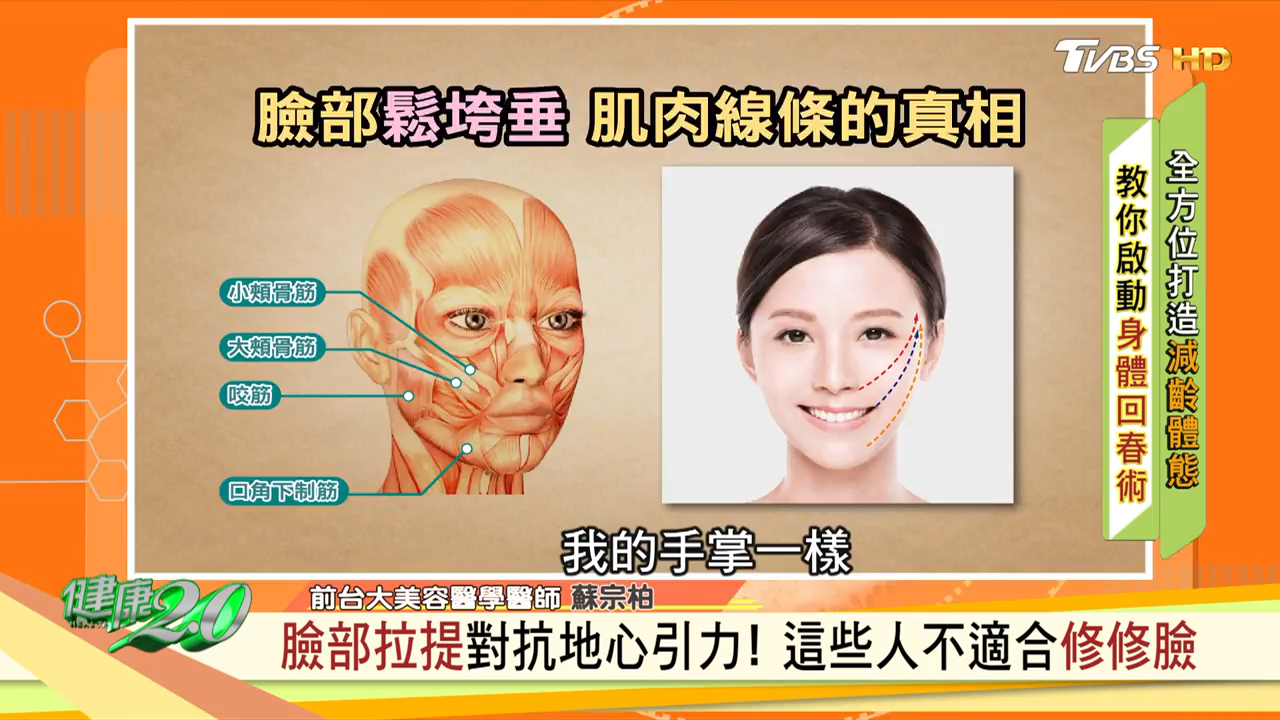 TVBS HD
臉部鬆垮垂 肌肉線條的真相
全方位打造減齡體態
教你啟動身體回春術
小頰骨筋
大頰骨筋
咬筋
口角下制筋
我的手掌一樣
健康2.0
前台大美容醫學醫師 蘇宗柏
臉部拉提對抗地心引力! 這些人不適合修修臉